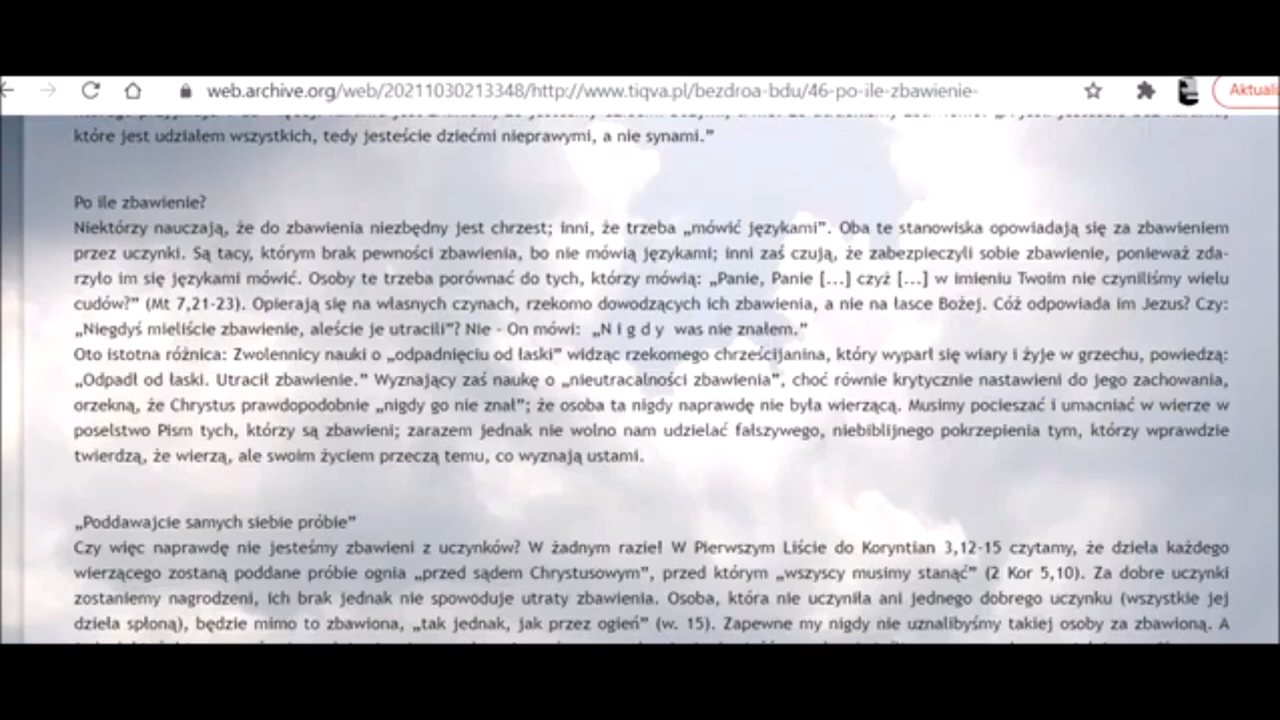 web.archive.org/web/20211030213348/http://www.tiqva.pl/bezdroa-bdu/46-po-ile-zbawienie-
Aktuali
które jest udziałem wszystkich, tedy jesteście dziećmi nieprawymi, a nie synami.”
Po ile zbawienie?
Niektórzy nauczają, że do zbawienia niezbędny jest chrzest; inni, że trzeba „mówić językami”. Oba te stanowiska opowiadają się za zbawieniem
przez uczynki. Są tacy, którym brak pewności zbawienia, bo nie mówią językami; inni zaś czują, że zabezpieczyli sobie zbawienie, ponieważ zda-
rzyło im się językami mówić. Osoby te trzeba porównać do tych, którzy mówią: „Panie, Panie [...] czyż [...] w imieniu Twoim nie czyniliśmy wielu
cudów?” (Mt 7,21-23). Opierają się na własnych czynach, rzekomo dowodzących ich zbawienia, a nie na łasce Bożej. Cóż odpowiada im Jezus? Czy:
„Niegdyś mieliście zbawienie, aleście je utracili”? Nie - On mówi: „N i g d y was nie znałem.”
Oto istotna różnica: Zwolennicy nauki o „odpadnięciu od łaski” widząc rzekomego chrześcijanina, który wyparł się wiary i żyje w grzechu, powiedzą:
„Odpadł od łaski. Utracił zbawienie.” Wyznający zaś naukę o „nieutracalności zbawienia”, choć równie krytycznie nastawieni do jego zachowania,
orzekną, że Chrystus prawdopodobnie „nigdy go nie znał”; że osoba ta nigdy naprawdę nie była wierzącą. Musimy pocieszać i umacniać w wierze w
poselstwo Pism tych, którzy są zbawieni; zarazem jednak nie wolno nam udzielać fałszywego, niebiblijnego pokrzepienia tym, którzy wprawdzie
twierdzą, że wierzą, ale swoim życiem przeczą temu, co wyznają ustami.
„Poddawajcie samych siebie próbie”
Czy więc naprawdę nie jesteśmy zbawieni z uczynków? W żadnym razie! W Pierwszym Liście do Koryntian 3,12-15 czytamy, że dzieła każdego
wierzącego zostaną poddane próbie ognia „przed sądem Chrystusowym”, przed którym „wszyscy musimy stanąć” (2 Kor 5,10). Za dobre uczynki
zostaniemy nagrodzeni, ich brak jednak nie spowoduje utraty zbawienia. Osoba, która nie uczyniła ani jednego dobrego uczynku (wszystkie jej
dzieła spłoną), będzie mimo to zbawiona, „tak jednak, jak przez ogień” (w. 15). Zapewne my nigdy nie uznalibyśmy takiej osoby za zbawioną. A